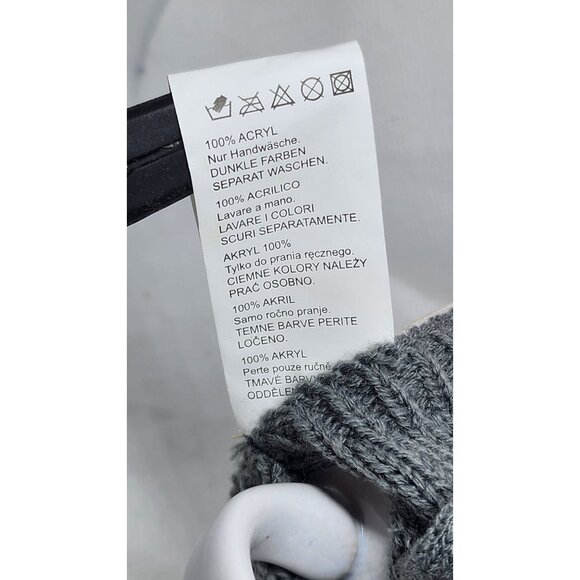 100% ACRYL
Nur Handwäsche.
DUNKLE FARBEN
SEPARAT WASCHEN.
100% ACRILICO
Lavare a mano.
LAVARE I COLORI
SCURI SEPARATAMENTE.
AKRYL 100%
Tylko do prania ręcznego.
CIEMNE KOLORY NALEŻY
PRAĆ OSOBNO.
100% AKRIL
Samo ročno pranje.
TEMNE BARVE PERITE
LOČENO.
100% AKRYL
Perte pouze ručně
TMAVÉ